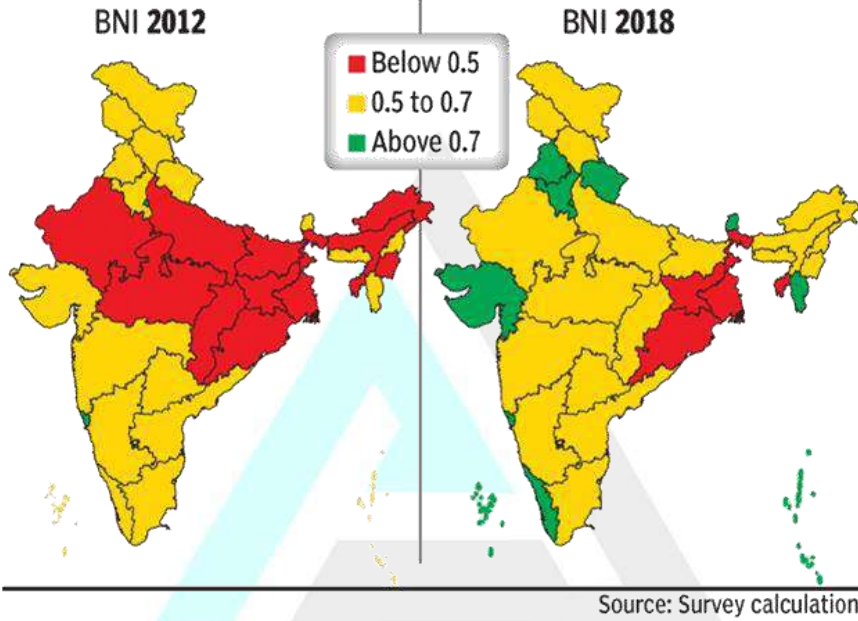 BNI 2012
BNI 2018
Below 0.5
0.5 to 0.7
Above 0.7
Source: Survey calculation